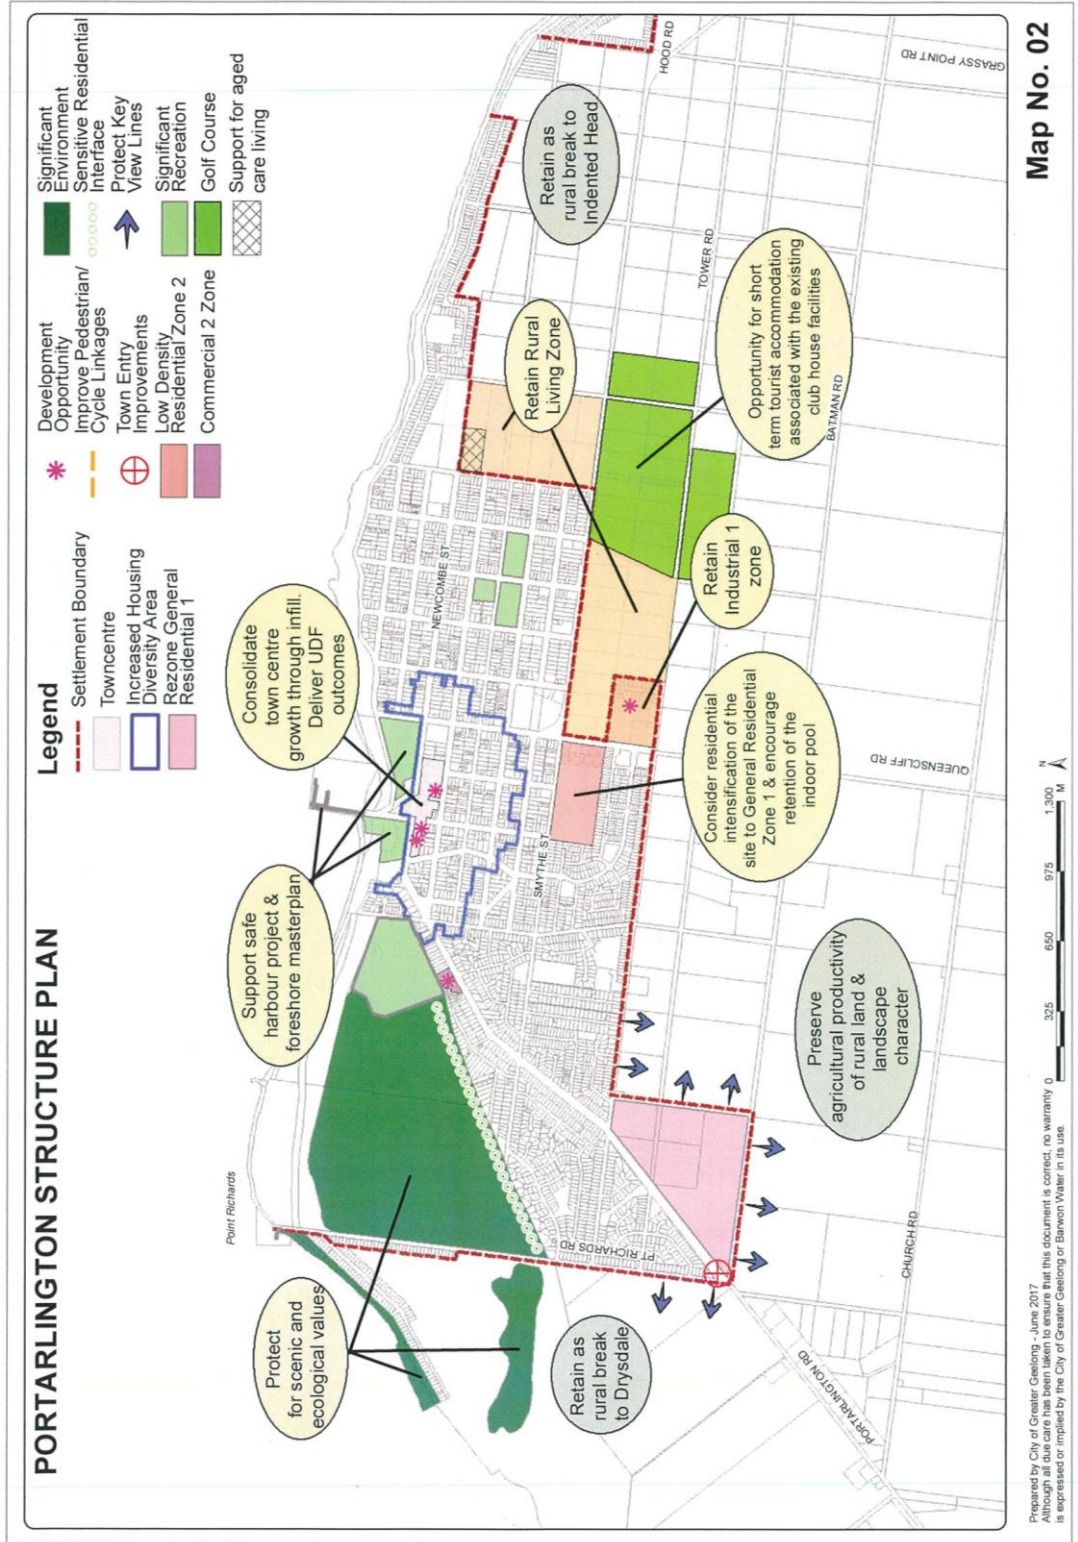 PORTARLINGTON STRUCTURE PLAN
Legend
Settlement Boundary
Towncentre
Increased Housing
Diversity Area
Rezone General
Residential 1
Development
Opportunity
Improve Pedestrian/
Cycle Linkages
Town Entry
Improvements
Low Density
Residential Zone 2
Commercial 2 Zone
Significant
Environment
Sensitive Residential
Interface
Protect Key
View Lines
Significant
Recreation
Golf Course
Support for aged
care living
Point Richards
Protect
for scenic and
ecological values
Support safe
harbour project &
foreshore masterplan
Consolidate
town centre
growth through infill.
Deliver UDF
outcomes
NEWCOMBE ST
SMYTHE ST
PT RICHARDS RD
Retain as
rural break
to Drysdale
Retain Rural
Living Zone
Retain as
rural break to
Indented Head
HOOD RD
GRASSY POINT RD
TOWER RD
BATMAN RD
Retain
Industrial 1
zone
Opportunity for short
term tourist accommodation
associated with the existing
club house facilities
Consider residential
intensification of the
site to General Residential
Zone 1 & encourage
retention of the
indoor pool
QUEENSCLIFF RD
Preserve
agricultural productivity
of rural land &
landscape
character
CHURCH RD
PORTARLINGTON RD
Prepared by City of Greater Geelong - June 2017
Although all due care has been taken to ensure that this document is correct, no warranty
is expressed or implied by the City of Greater Geelong or Barwon Water in its use.
0 325 650 975 1,300
M
N
Map No. 02